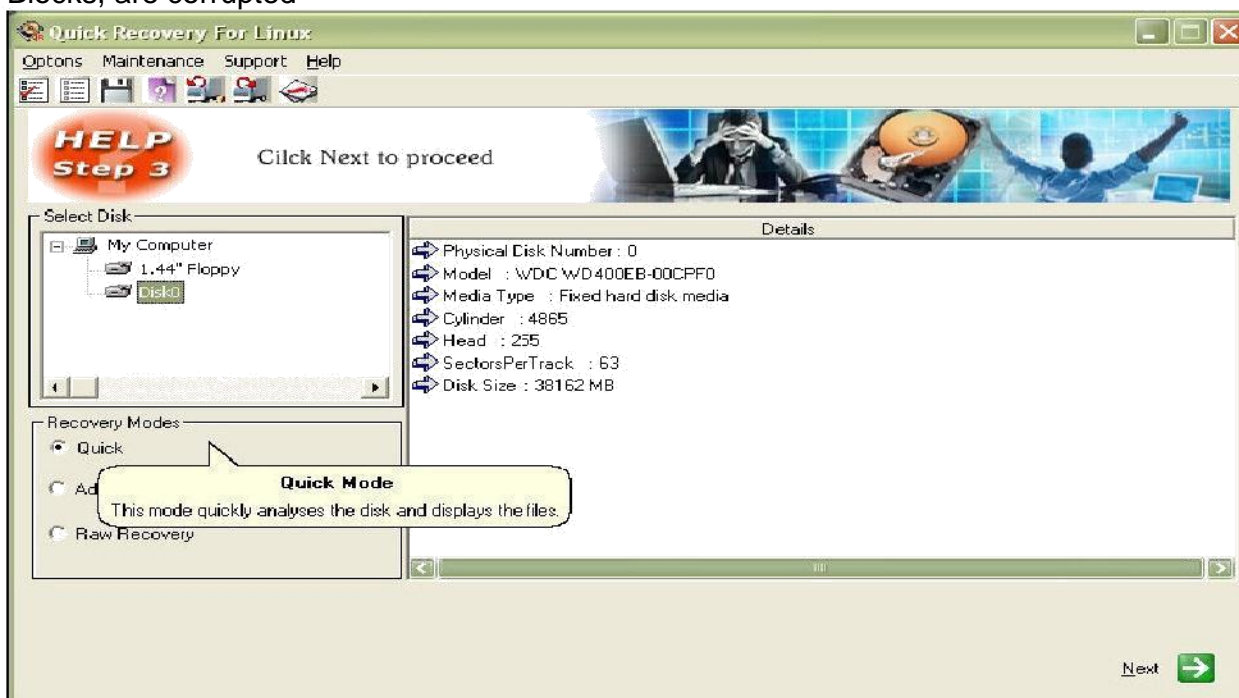 Blocks, are corrupted
Quick Recovery For Linux
Optons Maintenance Support Help
HELP
Step 3
Cilck Next to proceed
Select Disk
My Computer
1.44" Floppy
Disk0
Details
Physical Disk Number : 0
Model : WDC WD400EB-00CPF0
Media Type : Fixed hard disk media
Cylinder : 4865
Head : 255
SectorsPerTrack : 63
Disk Size : 38162 MB
Recovery Modes
Quick
Quick Mode
This mode quickly analyses the disk and displays the files.
Ad
Raw Recovery
Next